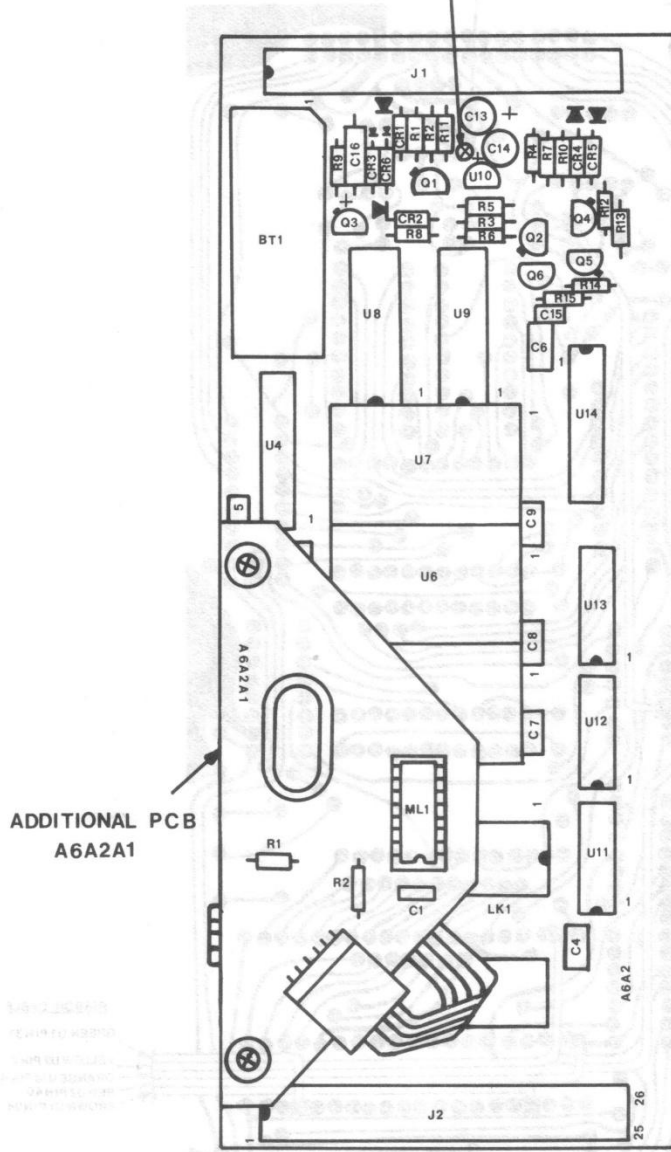 J1
1
C13
+
C14
+
U10
CR1
R1
R2
R11
R9
C16
CR3
CR6
Q1
R4
R7
R10
CR4
CR5
+
Q3
CR2
R8
R5
R3
R6
Q2
Q4
R12
R13
Q6
Q5
R14
R15
C15
C6
1
BT1
U8
U9
1
1
1
U14
U4
U7
5
1
C9
1
U6
U13
1
C8
1
A6A2A1
C7
U12
1
1
ML1
ADDITIONAL PCB
A6A2A1
R1
R2
C1
LK1
U11
1
C4
A6A2
1
J2
26
25